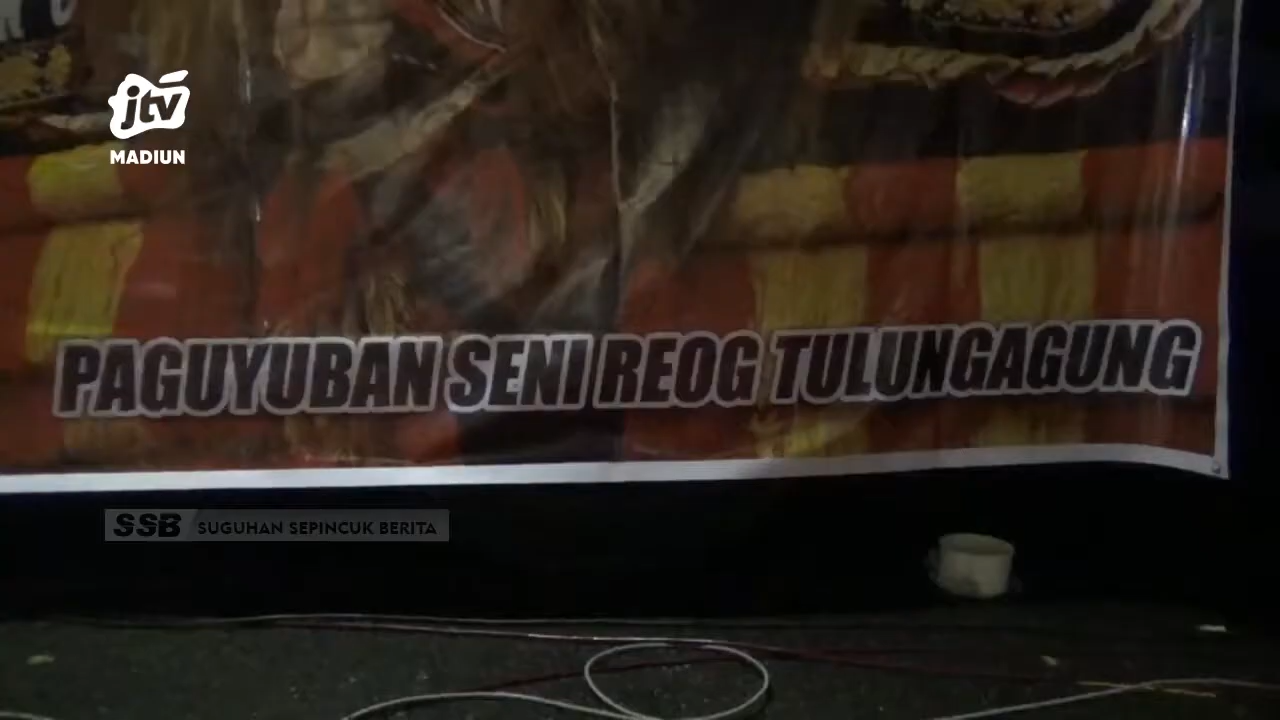 jtv
MADIUN
PAGUYUBAN SENI REOG TULUNGAGUNG
SSB SUGUHAN SEPINCUK BERITA